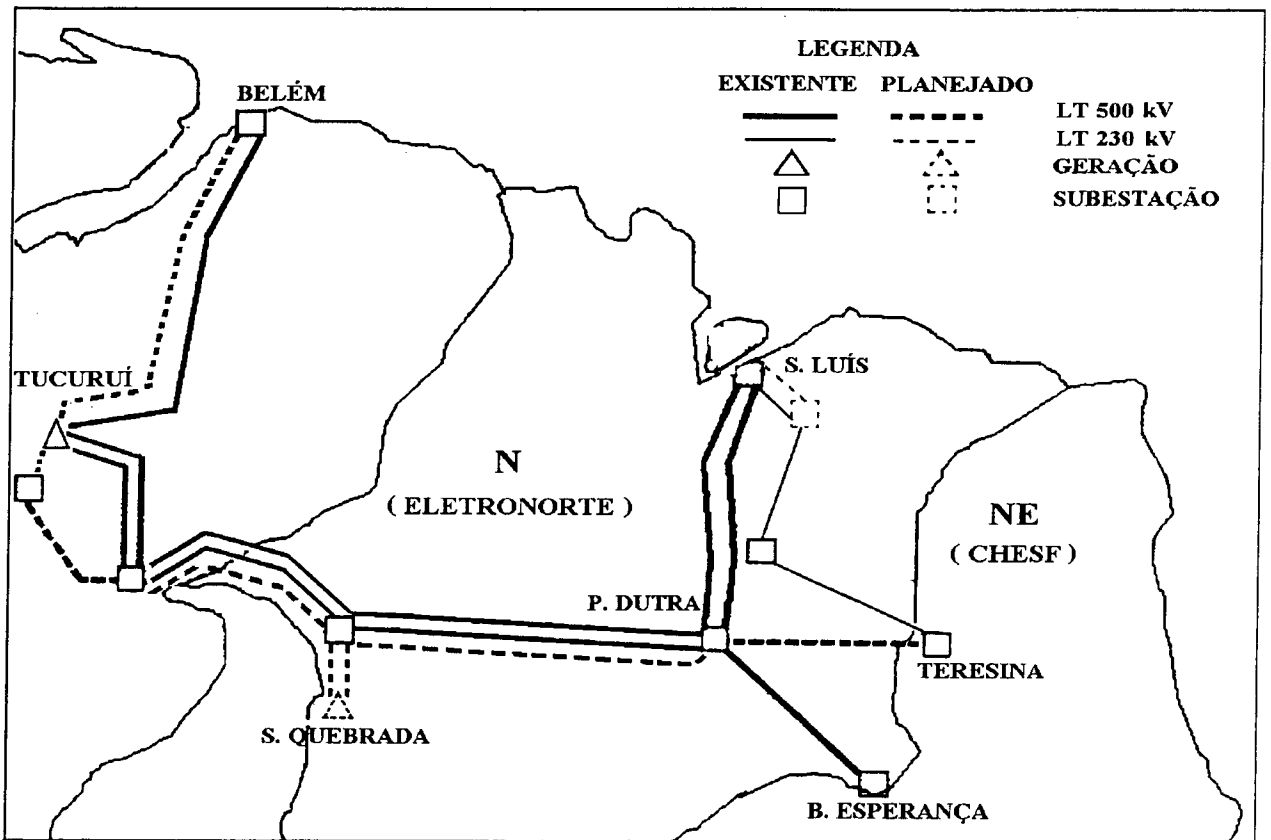 LEGENDA
EXISTENTE PLANEJADO
LT 500 kV
LT 230 kV
GERAÇÃO
SUBESTAÇÃO
BELÉM
TUCURUÍ
S. LUÍS
N
( ELETRONORTE )
NE
( CHESF )
P. DUTRA
TERESINA
S. QUEBRADA
B. ESPERANÇA